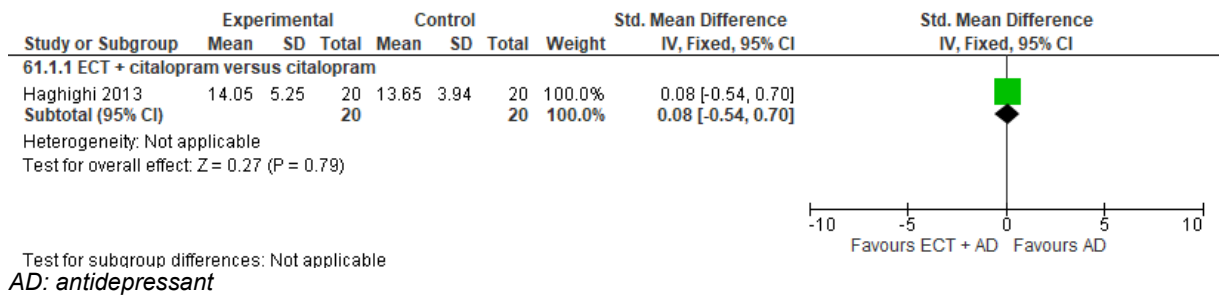 Experimental Control Std. Mean Difference Std. Mean Difference
Study or Subgroup Mean SD Total Mean SD Total Weight IV, Fixed, 95% CI IV, Fixed, 95% CI
61.1.1 ECT + citalopram versus citalopram
Haghighi 2013 14.05 5.25 20 13.65 3.94 20 100.0% 0.08 [-0.54, 0.70]
Subtotal (95% CI) 20 20 100.0% 0.08 [-0.54, 0.70]
Heterogeneity: Not applicable
Test for overall effect: Z = 0.27 (P = 0.79)
-10 -5 0 5 10
Favours ECT + AD Favours AD
Test for subgroup differences: Not applicable
AD: antidepressant